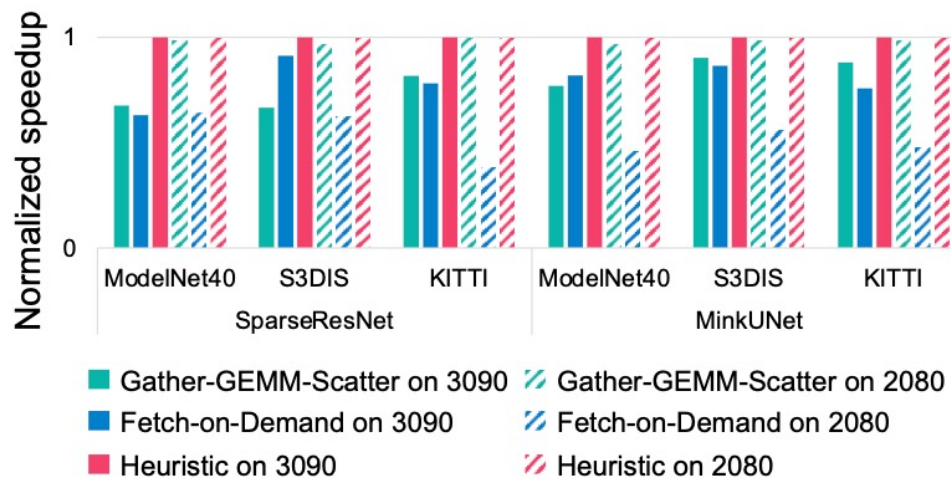 Normalized speedup
1
0
ModelNet40 S3DIS KITTI ModelNet40 S3DIS KITTI
SparseResNet MinkUNet
Gather-GEMM-Scatter on 3090 Gather-GEMM-Scatter on 2080
Fetch-on-Demand on 3090 Fetch-on-Demand on 2080
Heuristic on 3090 Heuristic on 2080